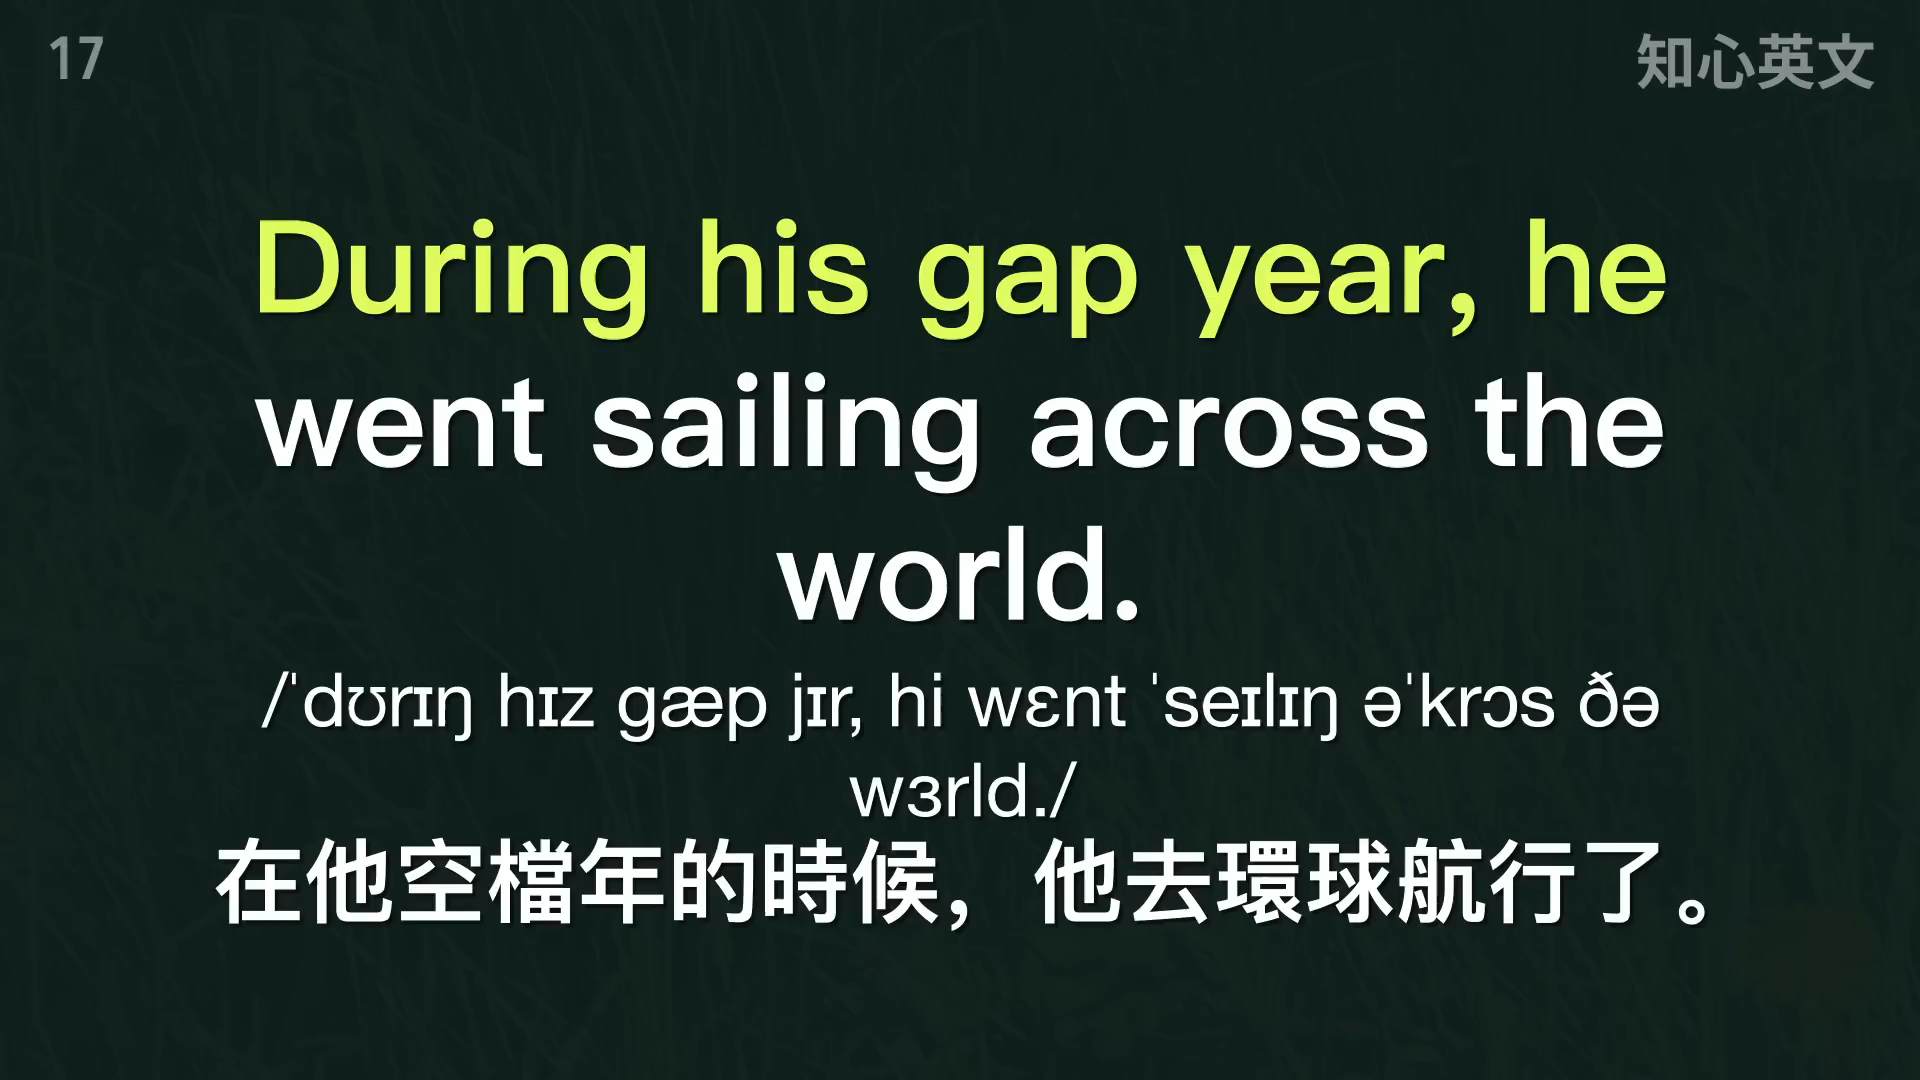 17
知心英文
During his gap year, he
went sailing across the
world.
/ˈdʊrɪŋ hɪz gæp jɪr, hi wɛnt ˈseɪlɪŋ əˈkrɔs ðə
wɜrld./
在他空檔年的時候，他去環球航行了。